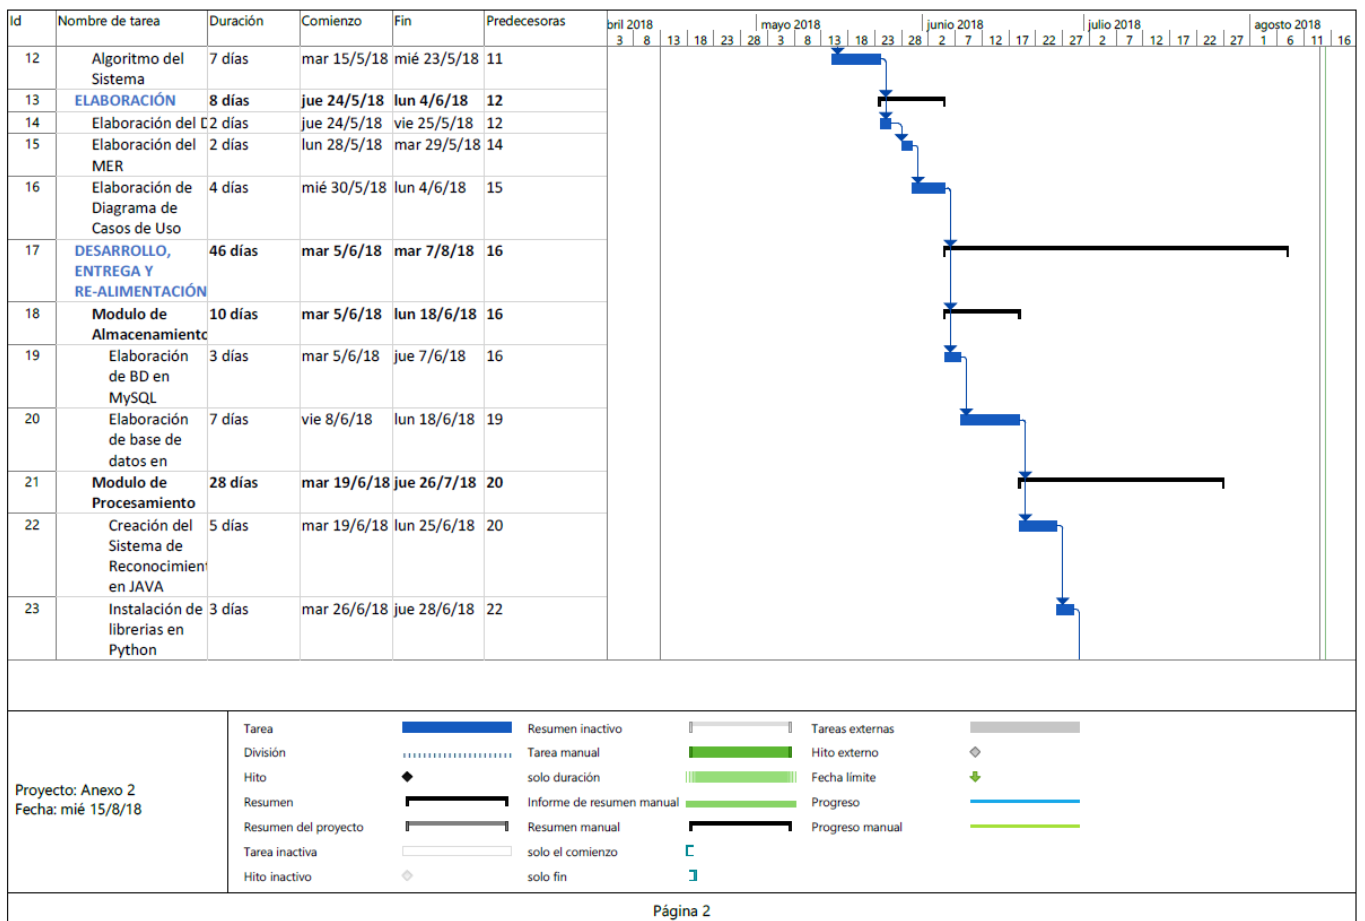 Id Nombre de tarea Duración Comienzo Fin Predecesoras
bril 2018 mayo 2018 junio 2018 julio 2018 agosto 2018
3 8 13 18 23 28 3 8 13 18 23 28 2 7 12 17 22 27 2 7 12 17 22 27 1 6 11 16
12 Algoritmo del 7 días mar 15/5/18 mié 23/5/18 11
Sistema
13 ELABORACIÓN 8 días jue 24/5/18 lun 4/6/18 12
14 Elaboración del D 2 días jue 24/5/18 vie 25/5/18 12
15 Elaboración del 2 días lun 28/5/18 mar 29/5/18 14
MER
16 Elaboración de 4 días mié 30/5/18 lun 4/6/18 15
Diagrama de
Casos de Uso
17 DESARROLLO, 46 días mar 5/6/18 mar 7/8/18 16
ENTREGA Y
RE-ALIMENTACIÓN
18 Modulo de 10 días mar 5/6/18 lun 18/6/18 16
Almacenamiento
19 Elaboración 3 días mar 5/6/18 jue 7/6/18 16
de BD en
MySQL
20 Elaboración 7 días vie 8/6/18 lun 18/6/18 19
de base de
datos en
21 Modulo de 28 días mar 19/6/18 jue 26/7/18 20
Procesamiento
22 Creación del 5 días mar 19/6/18 lun 25/6/18 20
Sistema de
Reconocimient
en JAVA
23 Instalación de 3 días mar 26/6/18 jue 28/6/18 22
librerias en
Python
Proyecto: Anexo 2
Fecha: mié 15/8/18
Tarea Resumen inactivo Tareas externas
División Tarea manual Hito externo
Hito solo duración Fecha límite
Resumen Informe de resumen manual Progreso
Resumen del proyecto Resumen manual Progreso manual
Tarea inactiva solo el comienzo
Hito inactivo solo fin
Página 2